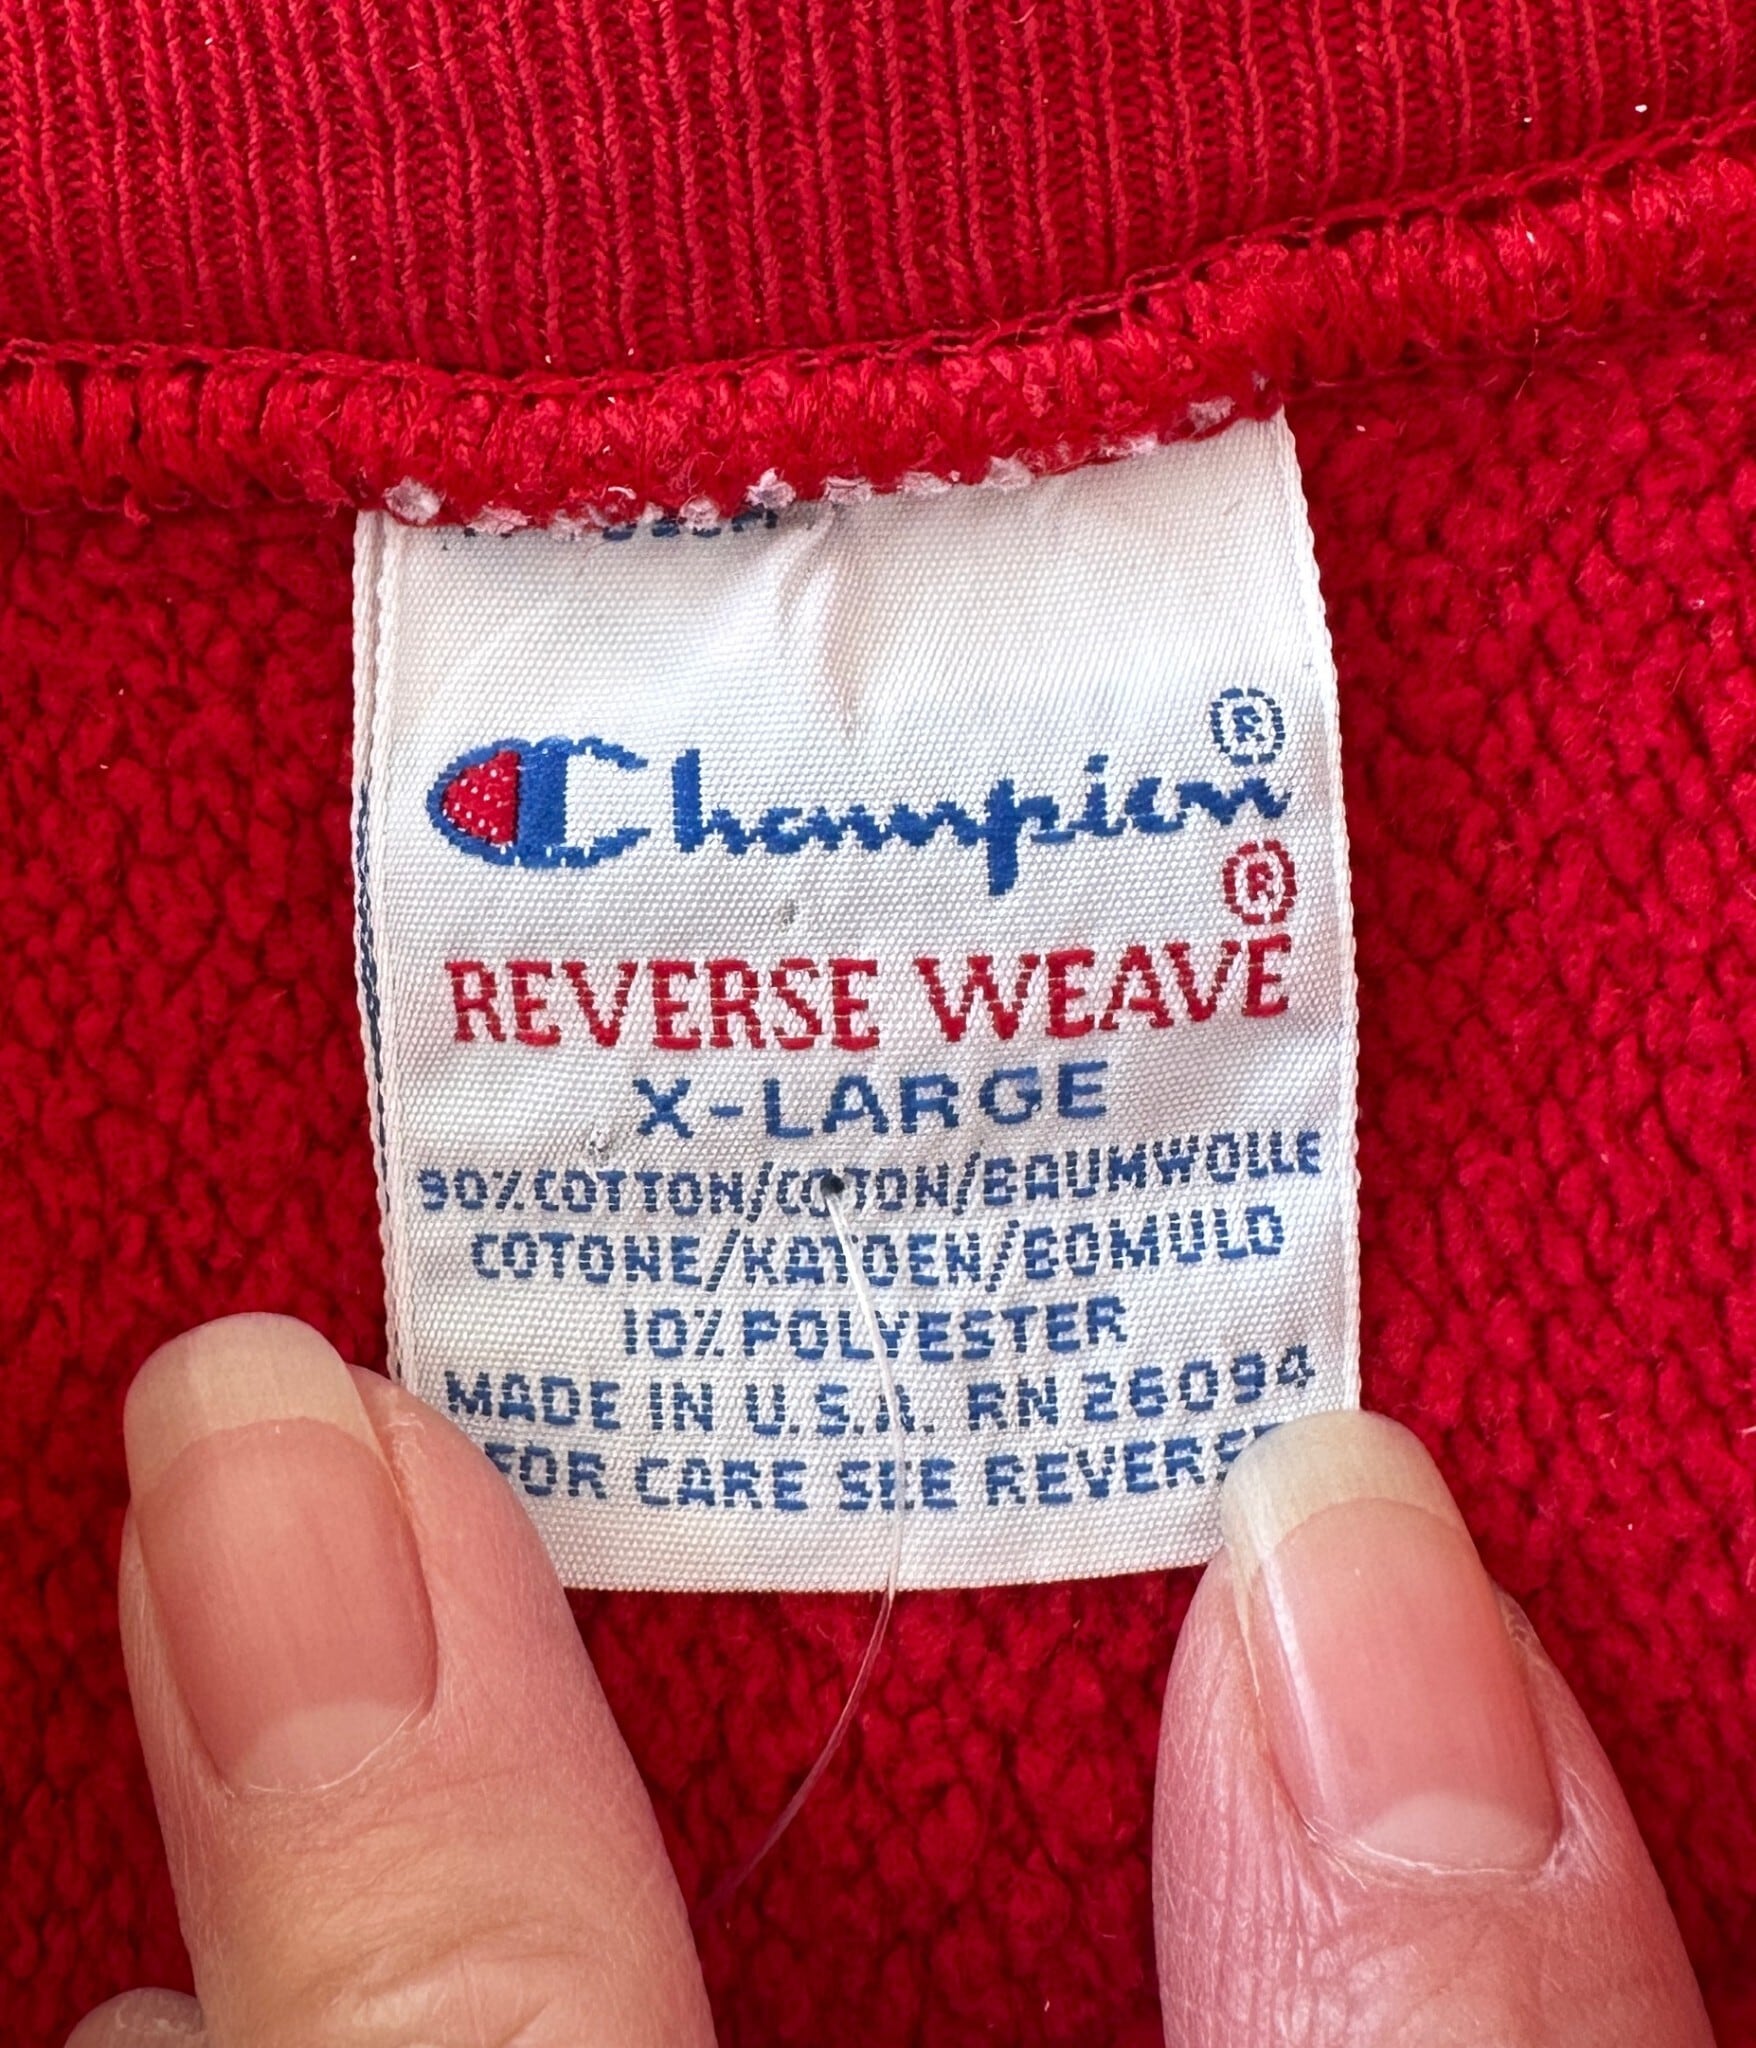 Champion®
REVERSE WEAVE®
X-LARGE
90% COTTON/COTON/BAUMWOLLE
COTONE/KATOEN/BOMULD
10% POLYESTER
MADE IN U.S.A. RN 26094
FOR CARE SEE REVERSE